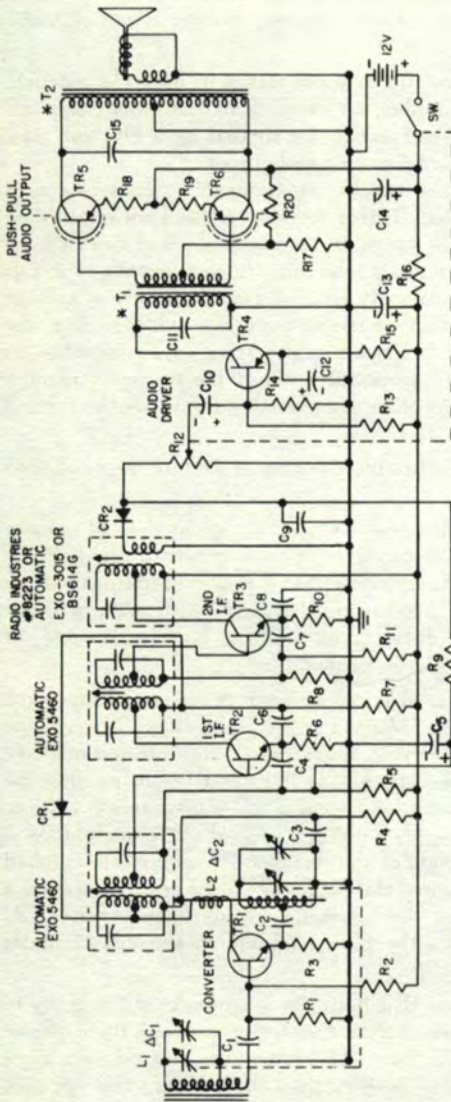 RADIO INDUSTRIES
#8223 OR
AUTOMATIC
EXO-3015 OR
BS614G
AUTOMATIC
EXO 5460
AUTOMATIC
EXO 5460
CR1
PUSH-PULL
AUDIO OUTPUT
AUDIO
DRIVER
CONVERTER
1ST
I.F.
2ND
I.F.
L1 ΔC1
C1
R1
R2
TR1
C2
R3
L2 ΔC2
C3
R4
R5
TR2
C4
R6
C6
R7
C5
+
R8
TR3
C7
C8
R10
R11
R9
CR2
C9
R12
-
C10
+
R14
R13
TR4
+
C12
-
R15
C11
*T1
C13
+
R16
R17
R20
TR5
R18
R19
TR6
C15
*T2
C14
+
12V
- +
SW.